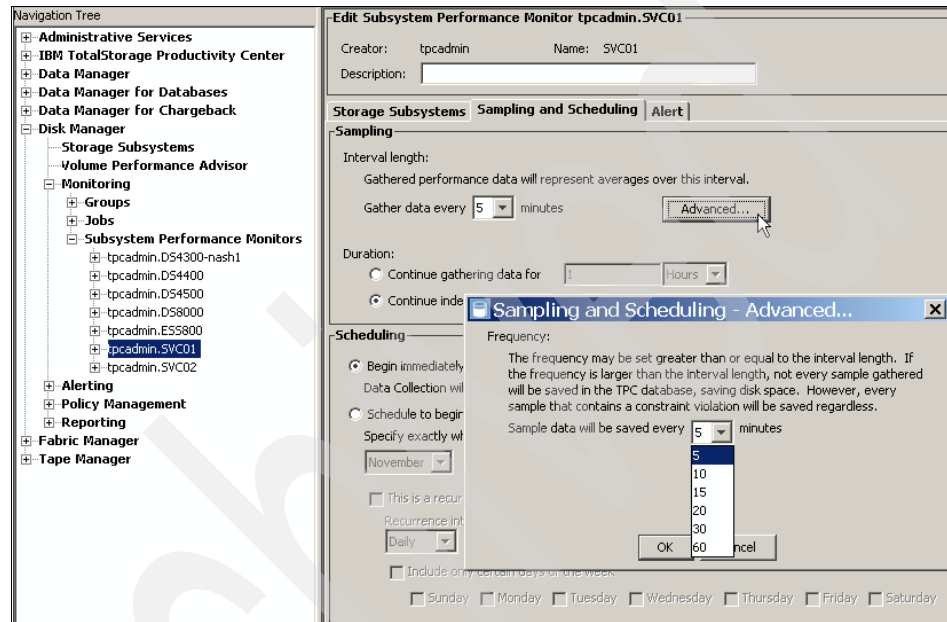 Navigation Tree
Administrative Services
IBM TotalStorage Productivity Center
Data Manager
Data Manager for Databases
Data Manager for Chargeback
Disk Manager
Storage Subsystems
Volume Performance Advisor
Monitoring
Groups
Jobs
Subsystem Performance Monitors
tpcadmin.DS4300-nash1
tpcadmin.DS4400
tpcadmin.DS4500
tpcadmin.DS8000
tpcadmin.ESS800
tpcadmin.SVC01
tpcadmin.SVC02
Alerting
Policy Management
Reporting
Fabric Manager
Tape Manager
Edit Subsystem Performance Monitor tpcadmin.SVC01
Creator: tpcadmin Name: SVC01
Description:
Storage Subsystems Sampling and Scheduling Alert
Sampling
Interval length:
Gathered performance data will represent averages over this interval.
Gather data every 5 minutes Advanced...
Duration:
Continue gathering data for 1 Hours
Continue inde
Scheduling
Begin immediately
Data Collection wil
Schedule to begin
Specify exactly wh
November
This is a recur
Recurrence int
Daily
Include only certain days of the week
Sunday Monday Tuesday Wednesday Thursday Friday Saturday
Sampling and Scheduling - Advanced...
Frequency:
The frequency may be set greater than or equal to the interval length. If
the frequency is larger than the interval length, not every sample gathered
will be saved in the TPC database, saving disk space. However, every
sample that contains a constraint violation will be saved regardless.
Sample data will be saved every 5 minutes
5
10
15
20
30
60
OK ncel